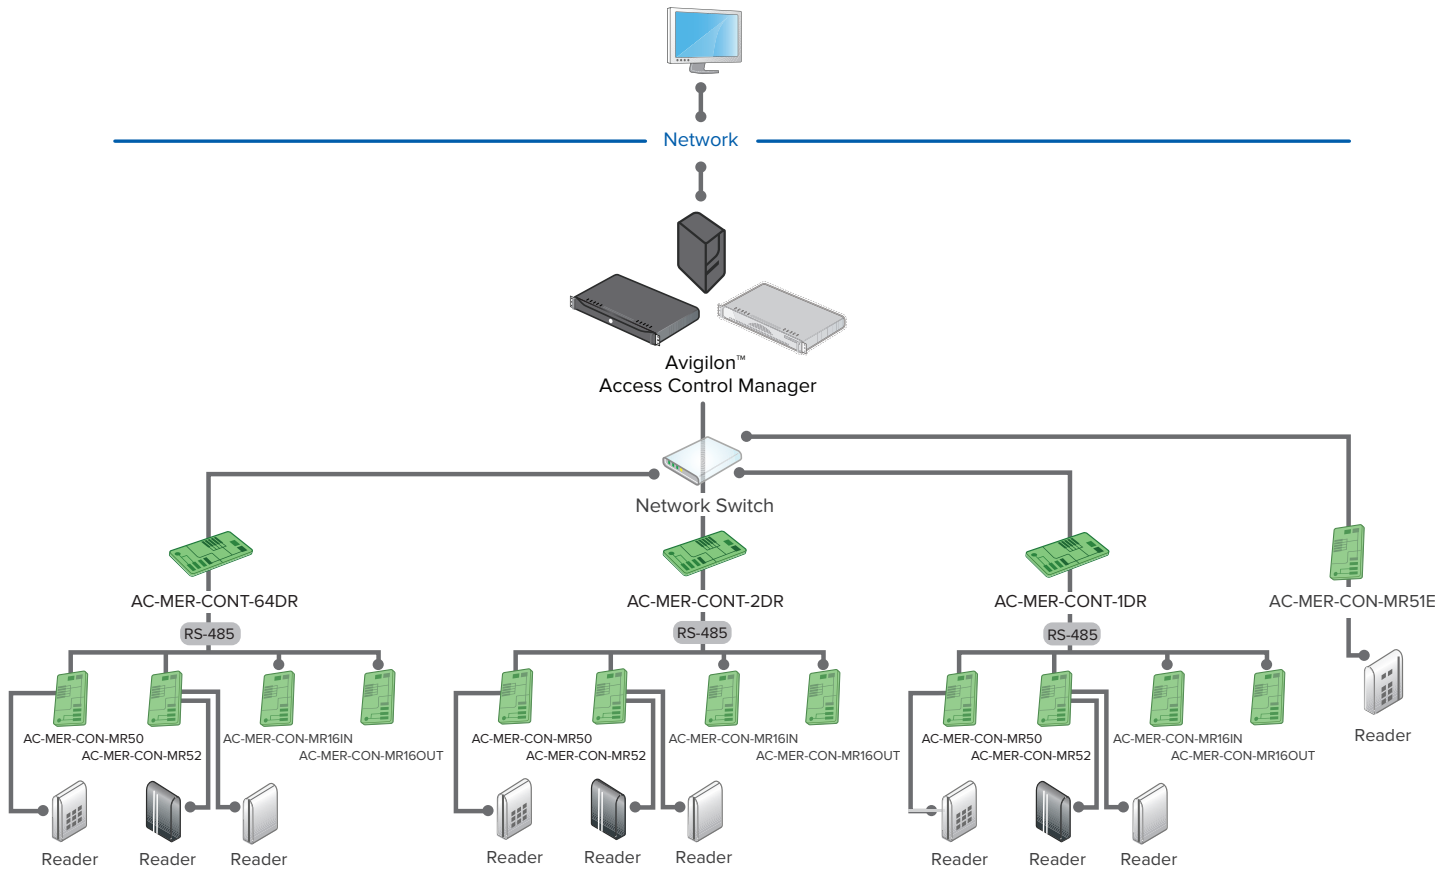 Network
Avigilon™
Access Control Manager
Network Switch
AC-MER-CONT-64DR
AC-MER-CONT-2DR
AC-MER-CONT-1DR
AC-MER-CON-MR51E
RS-485
RS-485
RS-485
AC-MER-CON-MR50
AC-MER-CON-MR16IN
AC-MER-CON-MR52
AC-MER-CON-MR16OUT
AC-MER-CON-MR50
AC-MER-CON-MR16IN
AC-MER-CON-MR52
AC-MER-CON-MR16OUT
AC-MER-CON-MR50
AC-MER-CON-MR16IN
AC-MER-CON-MR52
AC-MER-CON-MR16OUT
Reader
Reader
Reader
Reader
Reader
Reader
Reader
Reader
Reader
Reader